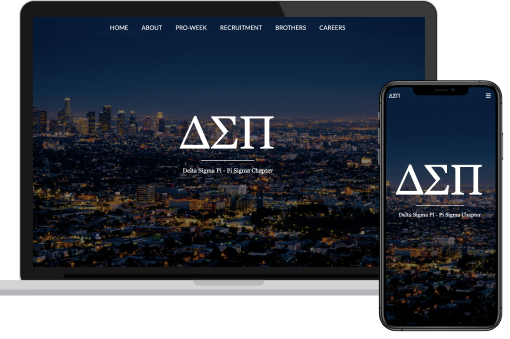 HOME ABOUT PRO-WEEK RECRUITMENT BROTHERS CAREERS
ΔΣΠ
Delta Sigma Pi - Pi Sigma Chapter
ΔΣΠ
ΔΣΠ
Delta Sigma Pi - Pi Sigma Chapter